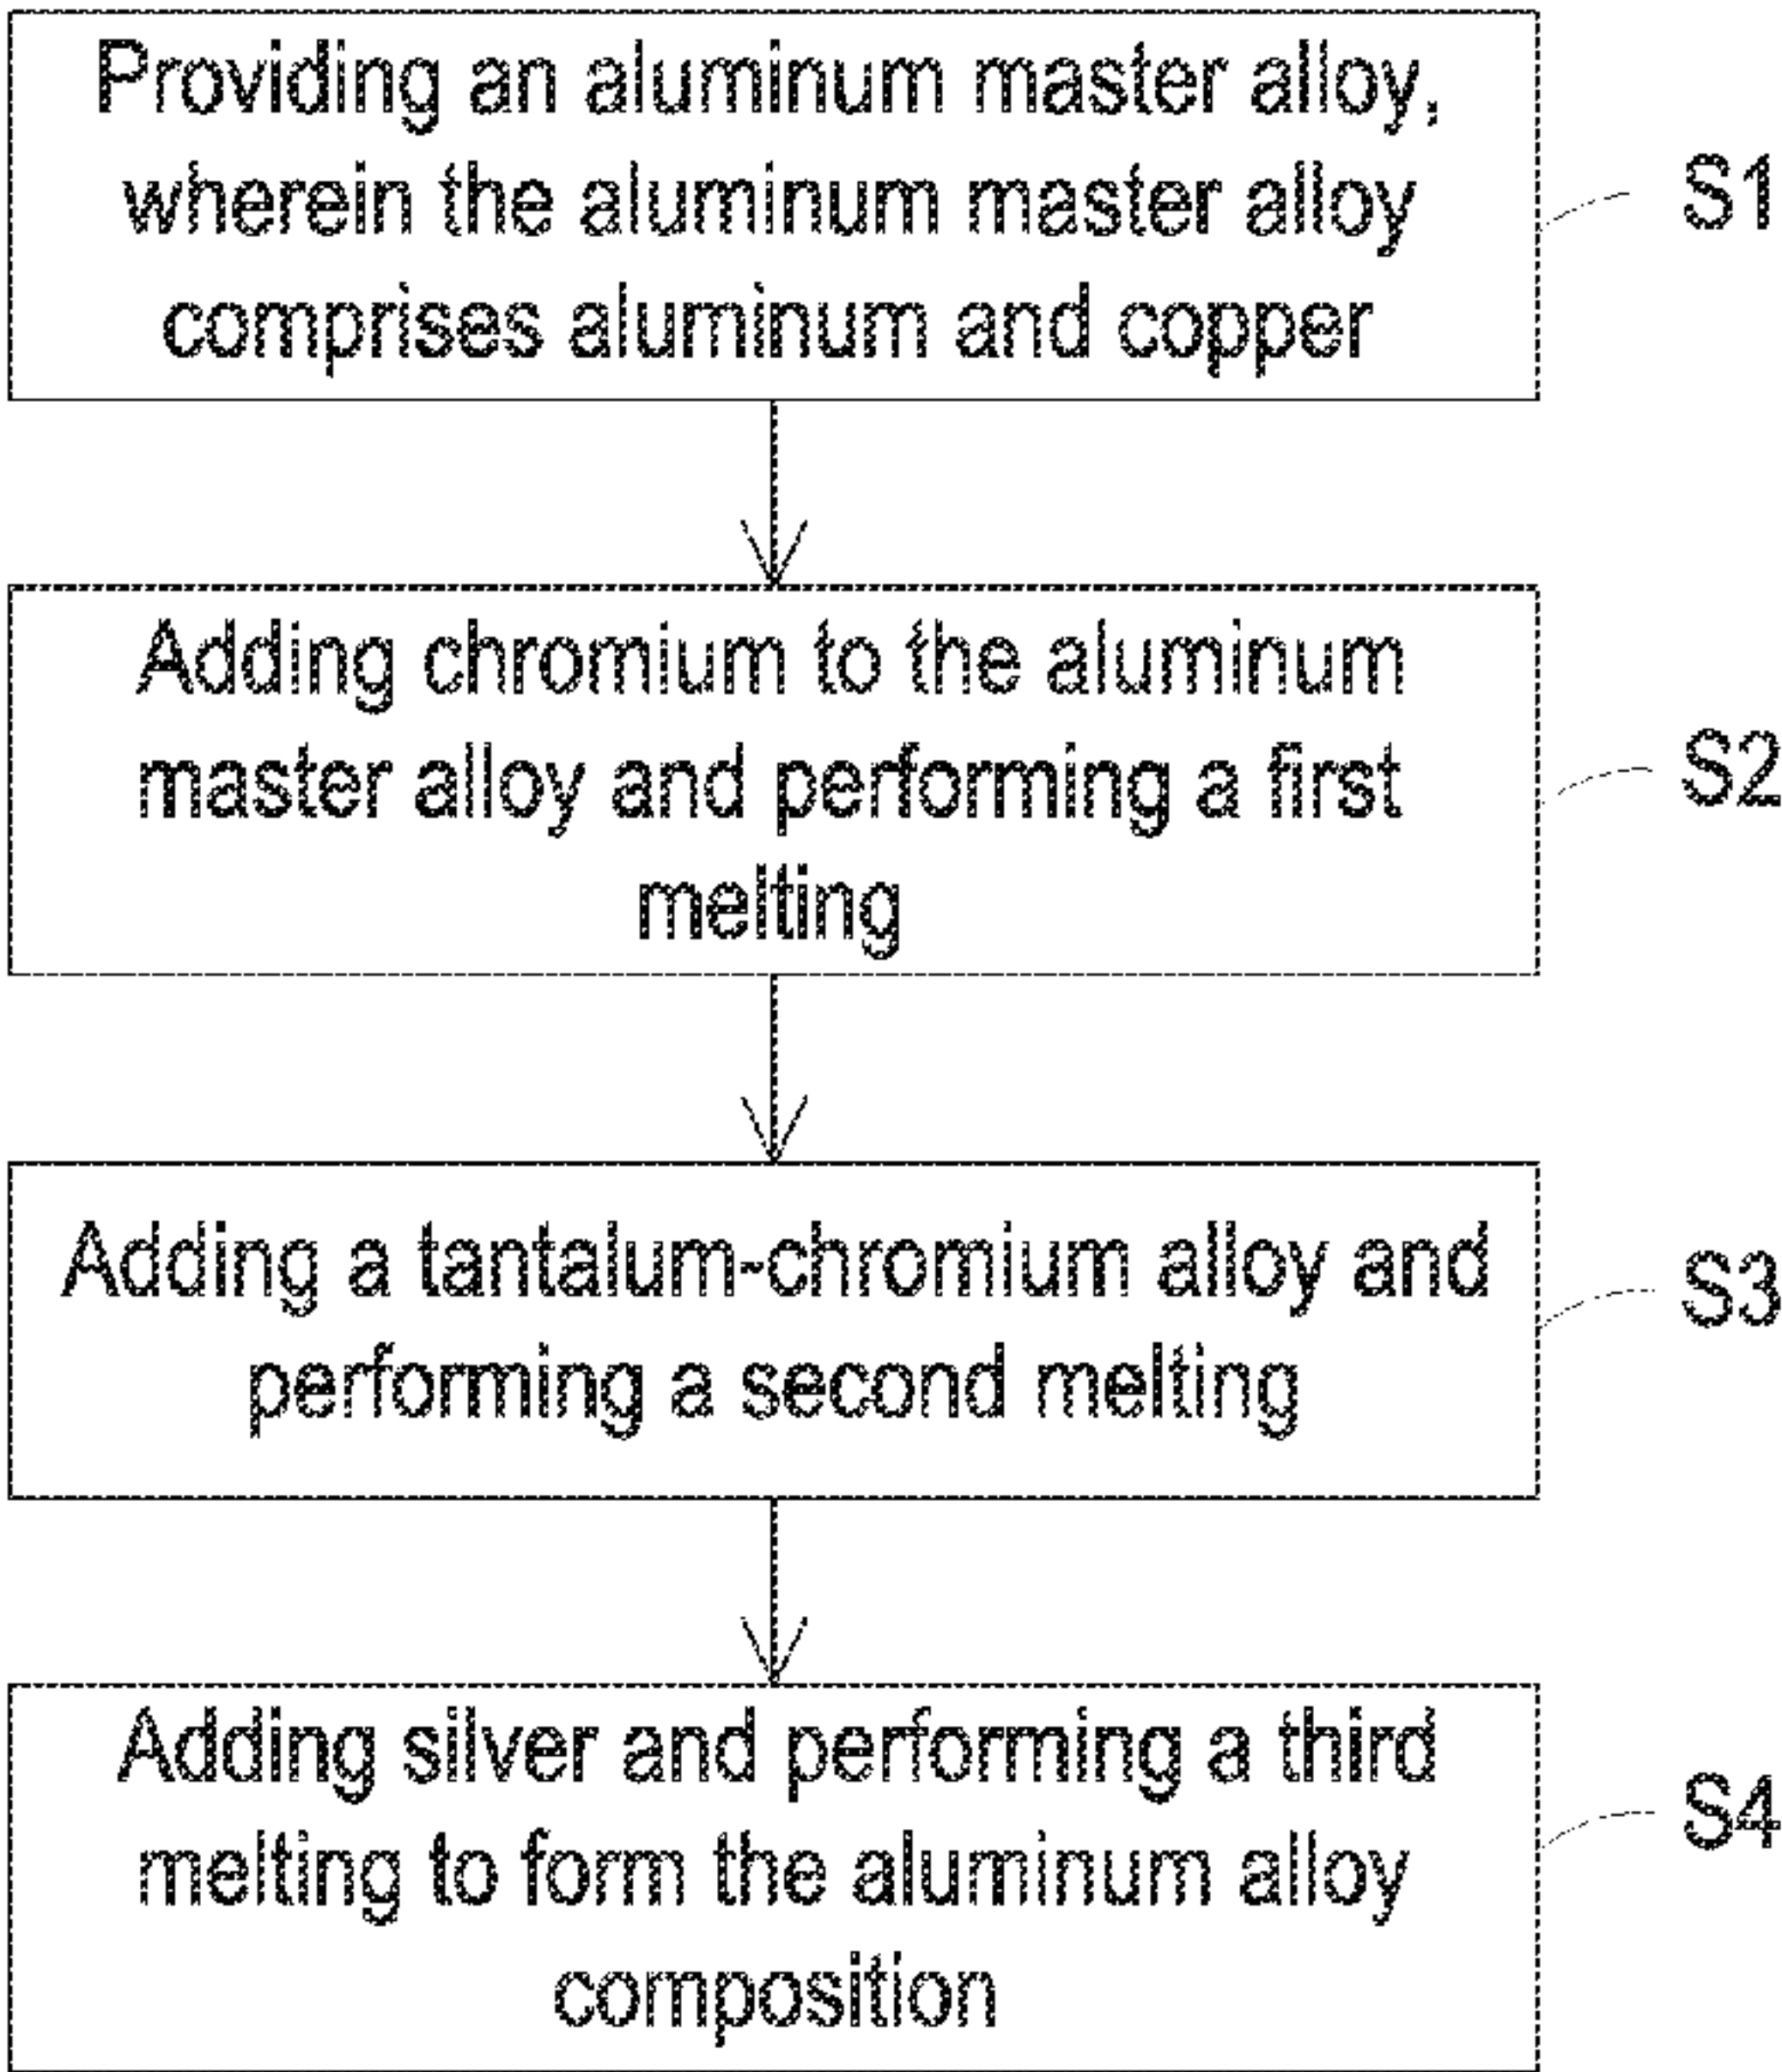 Providing an aluminum master alloy,
wherein the aluminum master alloy
comprises aluminum and copper
S1
Adding chromium to the aluminum
master alloy and performing a first
melting
S2
Adding a tantalum-chromium alloy and
performing a second melting
S3
Adding silver and performing a third
melting to form the aluminum alloy
composition
S4